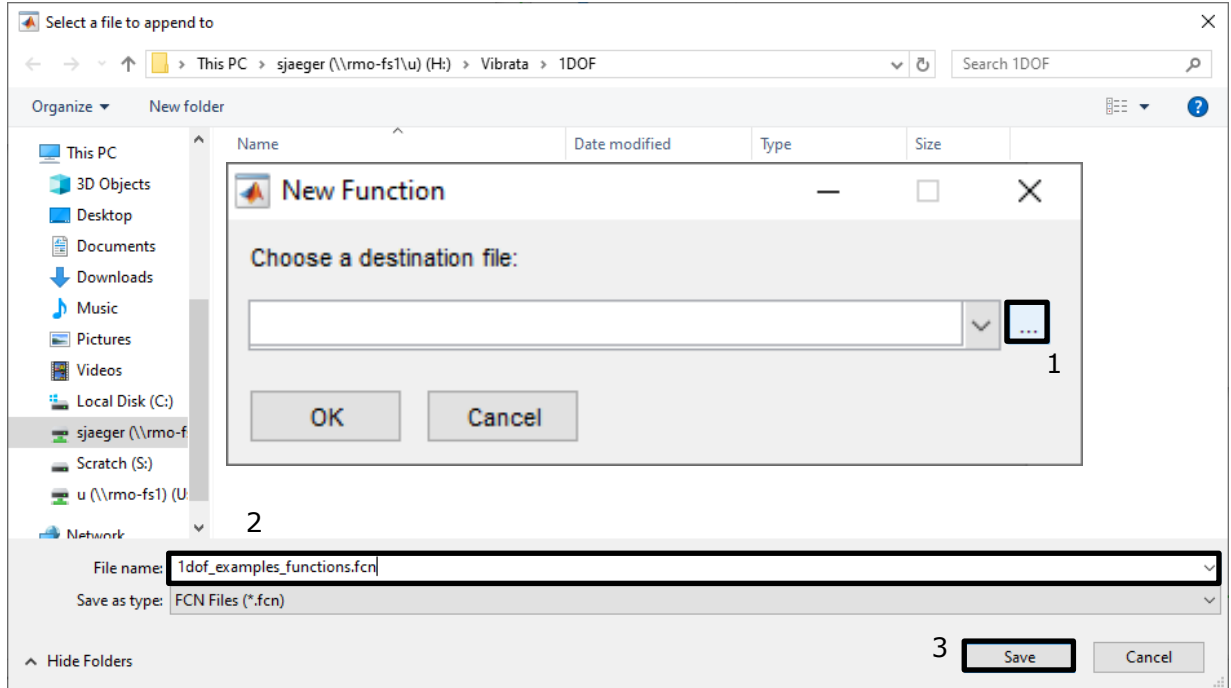 Select a file to append to
This PC > sjaeger (\\rmo-fs1\u) (H:) > Vibrata > 1DOF
Search 1DOF
Organize
New folder
This PC
3D Objects
Desktop
Documents
Downloads
Music
Pictures
Videos
Local Disk (C:)
sjaeger (\\rmo-f
Scratch (S:)
u (\\rmo-fs1) (U:
Network
Name
Date modified
Type
Size
New Function
Choose a destination file:
...
1
OK
Cancel
2
File name: 1dof_examples_functions.fcn
Save as type: FCN Files (*.fcn)
Hide Folders
3
Save
Cancel